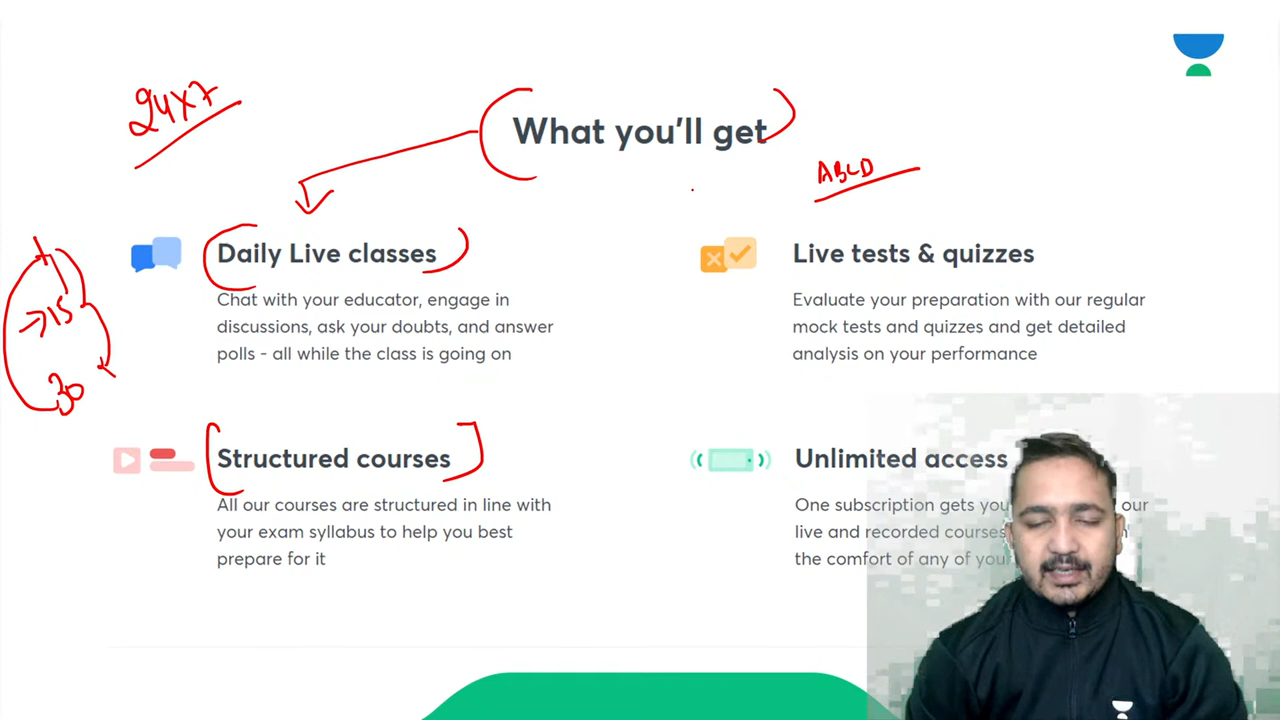 24X7
What you'll get
ABCD
Daily Live classes
Chat with your educator, engage in
discussions, ask your doubts, and answer
polls - all while the class is going on
Live tests & quizzes
Evaluate your preparation with our regular
mock tests and quizzes and get detailed
analysis on your performance
15
30
Structured courses
All our courses are structured in line with
your exam syllabus to help you best
prepare for it
Unlimited access
One subscription gets you our
live and recorded courses
the comfort of any of